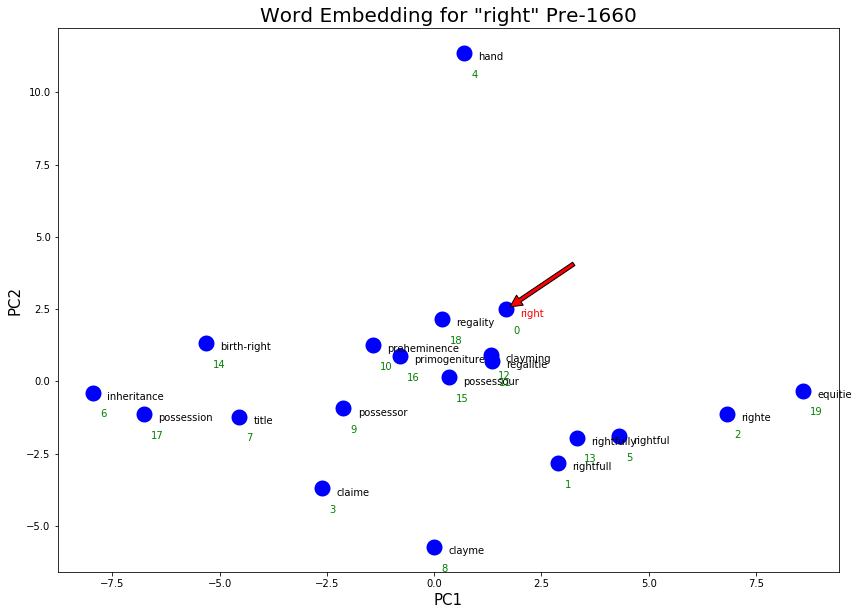 Word Embedding for "right" Pre-1660
hand
4
10.0
7.5
5.0
PC2
2.5
right
0
regality
18
birth-right
14
preheminence
10
primogeniture
16
clayming
12
regalitie
possessour
15
0.0
inheritance
6
possession
17
title
7
possessor
9
equitie
19
righte
2
rightfully
13
rightful
5
−2.5
rightfull
1
claime
3
−5.0
clayme
8
−7.5
−5.0
−2.5
0.0
2.5
5.0
7.5
PC1